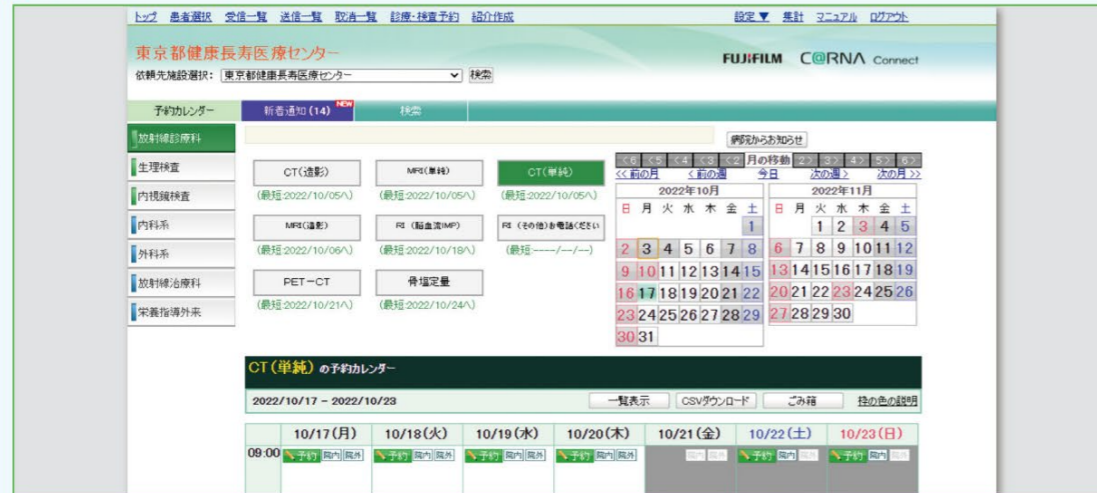 トップ 患者選択 受信一覧 送信一覧 取消一覧 診療・検査予約 紹介作成 設定▼ 集計 マニュアル ログアウト
東京都健康長寿医療センター
FUJIFILM C@RNA Connect
依頼先施設選択: 東京都健康長寿医療センター 検索
予約カレンダー 新着通知(14) NEW 検索
放射線診療科
生理検査
内視鏡検査
内科系
外科系
放射線治療科
栄養指導外来
病院からお知らせ
CT(造影) MRI(単純) CT(単純)
(最短:2022/10/05へ) (最短:2022/10/05へ) (最短:2022/10/05へ)
MRI(造影) RI (脳血流IMP) RI (その他)お電話ください
(最短:2022/10/06へ) (最短:2022/10/18へ) (最短:----/--/--)
PET-CT 骨塩定量
(最短:2022/10/21へ) (最短:2022/10/24へ)
<6 <5 <4 <3 <2 月の移動 2> 3> 4> 5> 6>
<< 前の月 < 前の週 今日 次の週 > 次の月 >>
2022年10月
日 月 火 水 木 金 土
1
2 3 4 5 6 7 8
9 10 11 12 13 14 15
16 17 18 19 20 21 22
23 24 25 26 27 28 29
30 31
2022年11月
日 月 火 水 木 金 土
1 2 3 4 5
6 7 8 9 10 11 12
13 14 15 16 17 18 19
20 21 22 23 24 25 26
27 28 29 30
CT(単純) の予約カレンダー
2022/10/17 - 2022/10/23 一覧表示 CSVダウンロード ごみ箱 枠の色の説明
10/17(月) 10/18(火) 10/19(水) 10/20(木) 10/21(金) 10/22(土) 10/23(日)
09:00 予約 院内 院外 予約 院内 院外 予約 院内 院外 予約 院内 院外 院内 院外 予約 院内 院外 予約 院内 院外